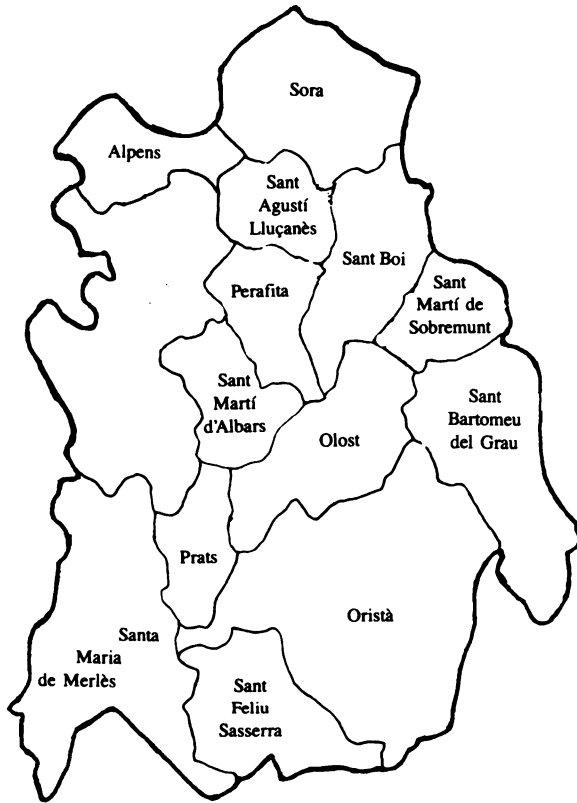 Sora
Alpens
Sant
Agustí
Lluçanès
Sant Boi
Perafita
Sant
Martí de
Sobremunt
Sant
Martí
d'Albars
Sant
Bartomeu
del Grau
Olost
Prats
Oristà
Santa
Maria
de Merlès
Sant
Feliu
Sasserra